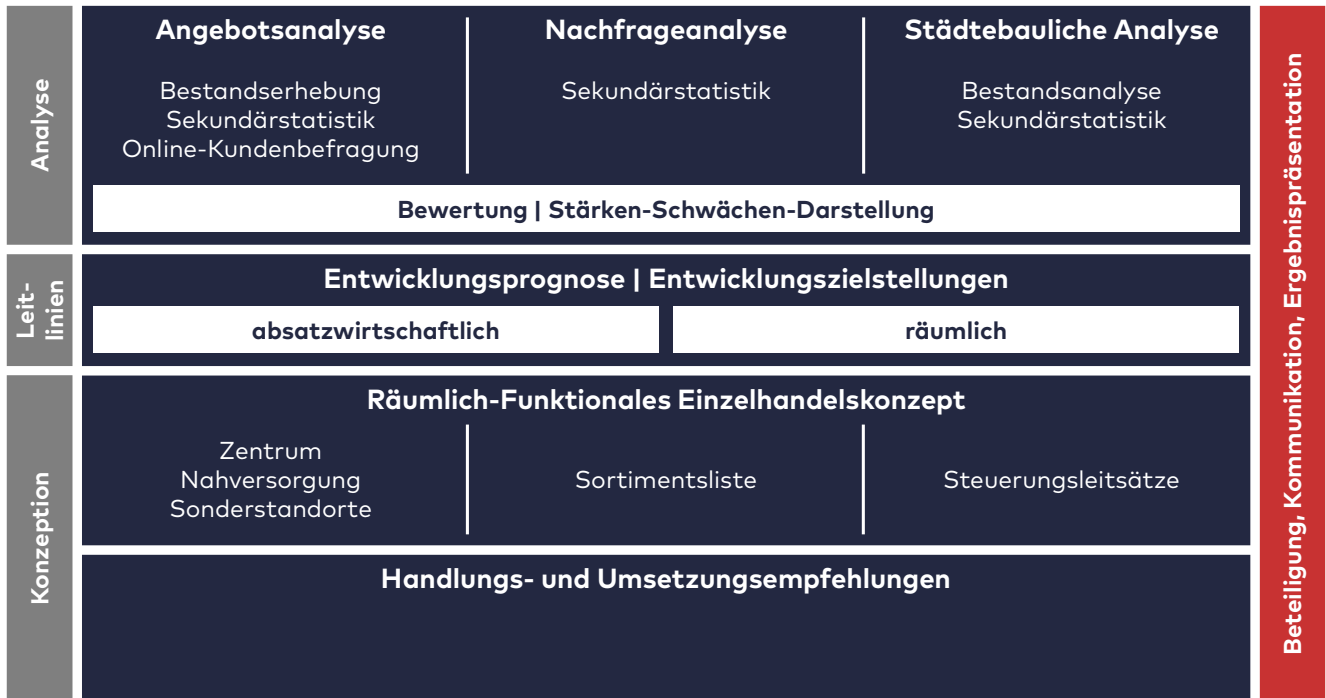 Analyse
Angebotsanalyse
Bestandserhebung
Sekundärstatistik
Online-Kundenbefragung
Nachfrageanalyse
Sekundärstatistik
Städtebauliche Analyse
Bestandsanalyse
Sekundärstatistik
Bewertung | Stärken-Schwächen-Darstellung
Leit-
linien
Entwicklungsprognose | Entwicklungszielstellungen
absatzwirtschaftlich
räumlich
Konzeption
Räumlich-Funktionales Einzelhandelskonzept
Zentrum
Nahversorgung
Sonderstandorte
Sortimentsliste
Steuerungsleitsätze
Handlungs- und Umsetzungsempfehlungen
Beteiligung, Kommunikation, Ergebnispräsentation